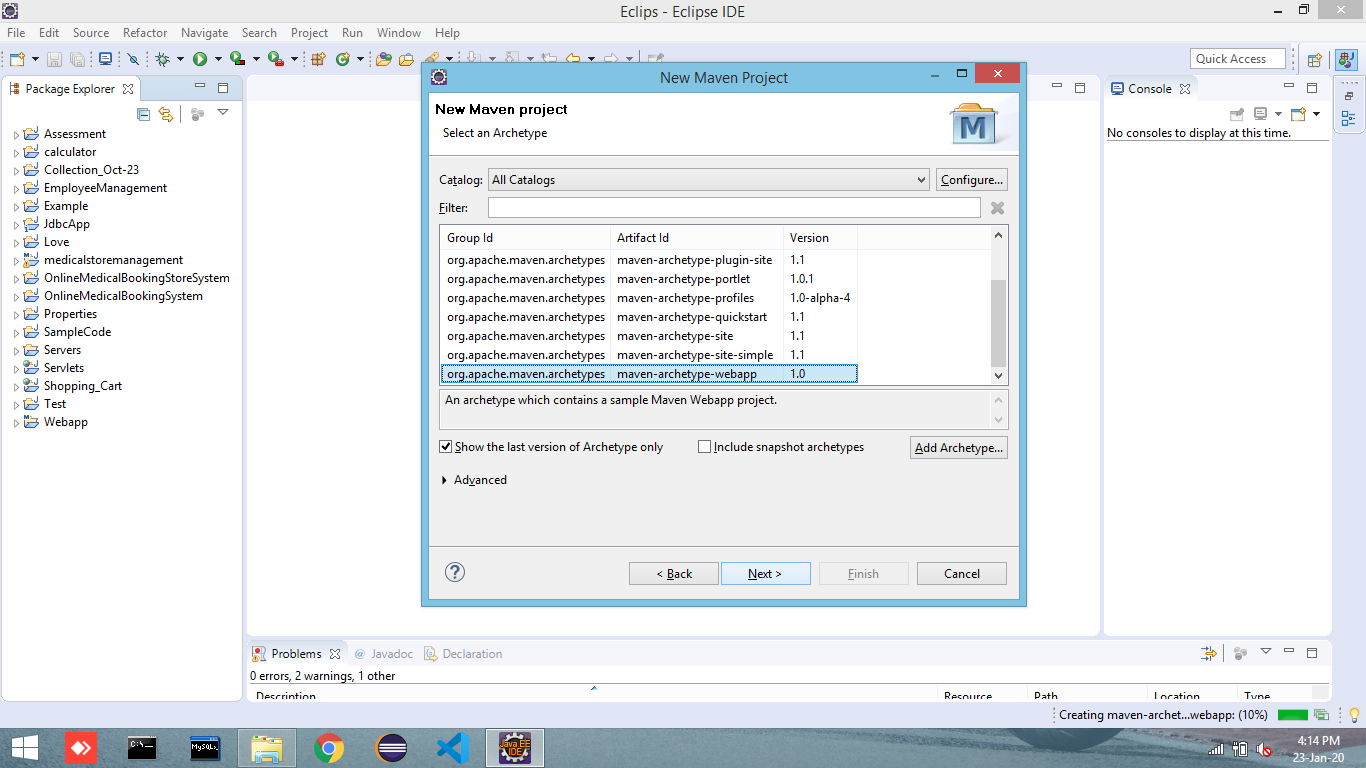 Eclips - Eclipse IDE
File Edit Source Refactor Navigate Search Project Run Window Help
Quick Access
Package Explorer
Assessment
calculator
Collection_Oct-23
EmployeeManagement
Example
JdbcApp
Love
medicalstoremanagement
OnlineMedicalBookingStoreSystem
OnlineMedicalBookingSystem
Properties
SampleCode
Servers
Servlets
Shopping_Cart
Test
Webapp
New Maven Project
New Maven project
Select an Archetype
M
Catalog: All Catalogs Configure...
Filter:
Group Id Artifact Id Version
org.apache.maven.archetypes maven-archetype-plugin-site 1.1
org.apache.maven.archetypes maven-archetype-portlet 1.0.1
org.apache.maven.archetypes maven-archetype-profiles 1.0-alpha-4
org.apache.maven.archetypes maven-archetype-quickstart 1.1
org.apache.maven.archetypes maven-archetype-site 1.1
org.apache.maven.archetypes maven-archetype-site-simple 1.1
org.apache.maven.archetypes maven-archetype-webapp 1.0
An archetype which contains a sample Maven Webapp project.
Show the last version of Archetype only Include snapshot archetypes Add Archetype...
Advanced
< Back Next > Finish Cancel
Console
No consoles to display at this time.
Problems @ Javadoc Declaration
0 errors, 2 warnings, 1 other
Description Resource Path Location Type
Creating maven-archet...webapp: (10%)
C:\_
MySQL
Java EE
IDE
4:14 PM
23-Jan-20